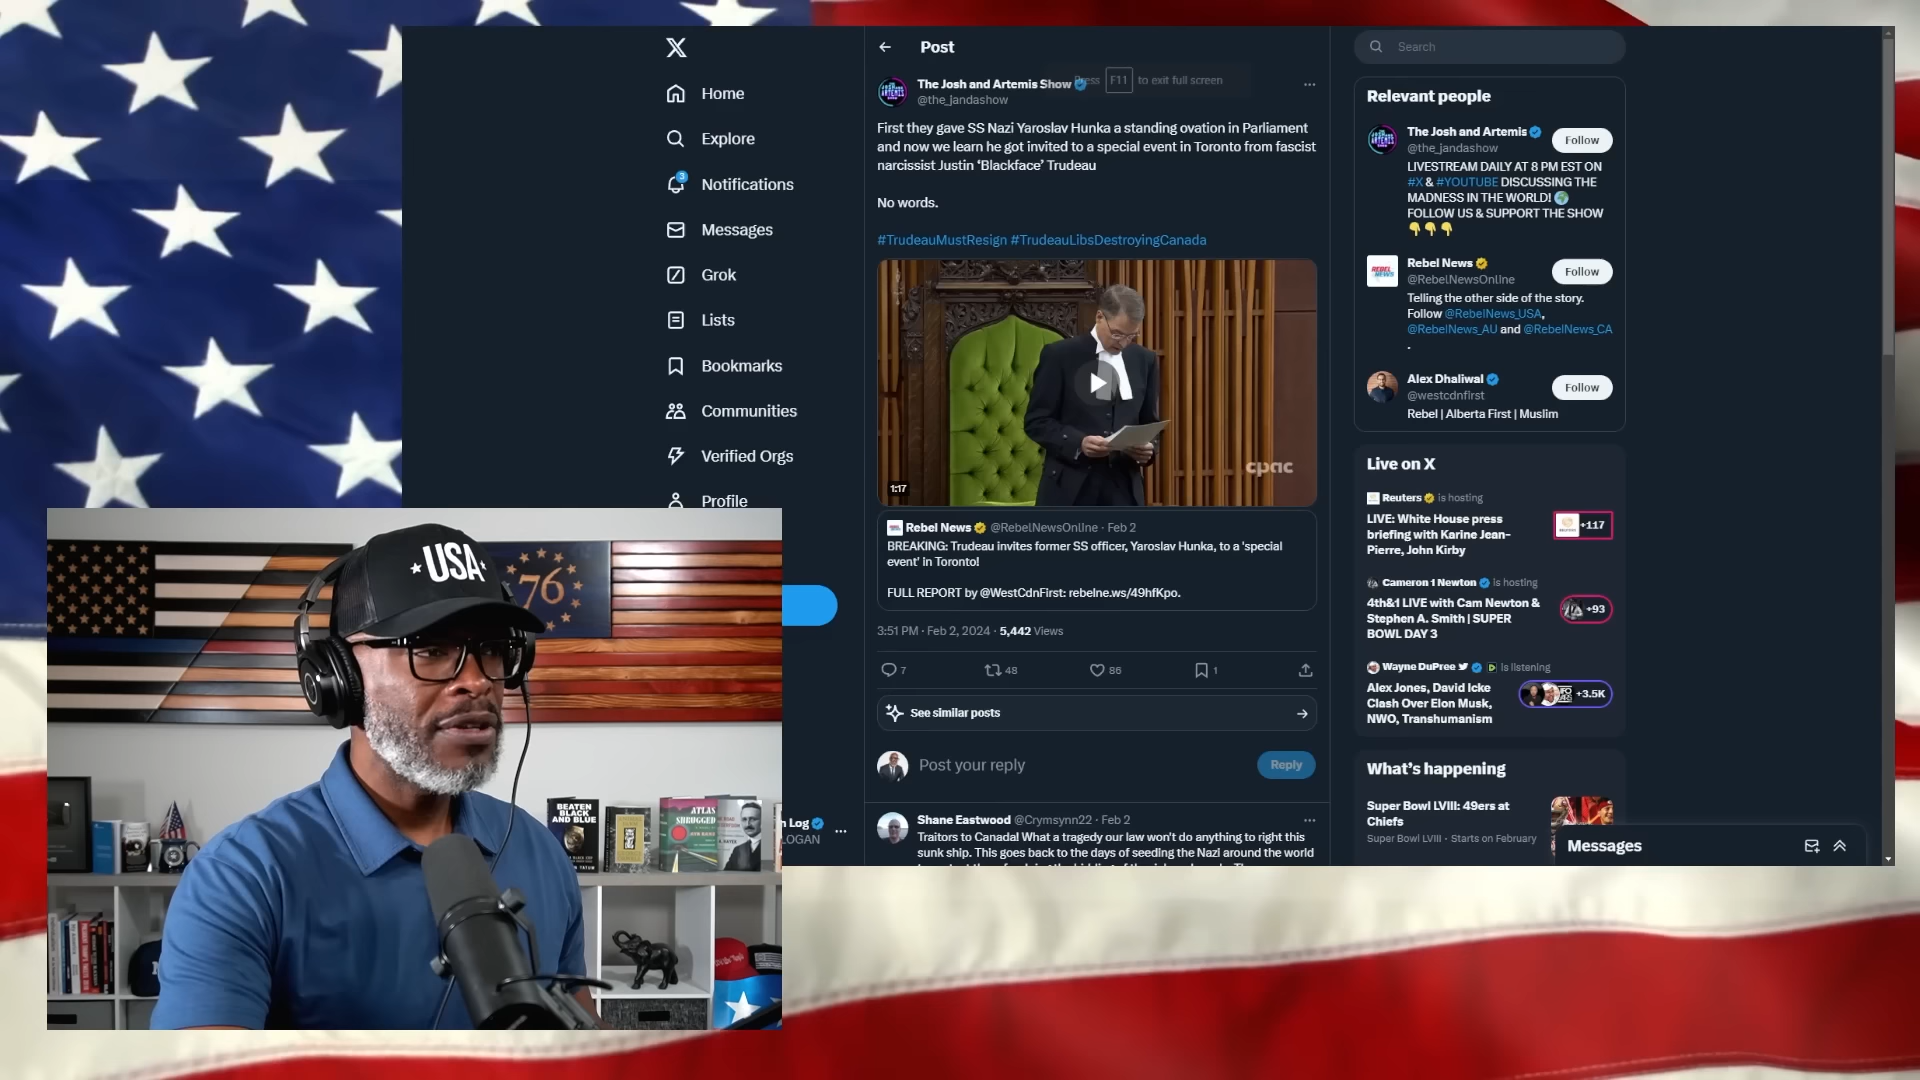 Home
Explore
3
Notifications
Messages
Grok
Lists
Bookmarks
Communities
Verified Orgs
Profile
n Log
LOGAN
Post
Press F11 to exit full screen
The Josh and Artemis Show
@the_jandashow
First they gave SS Nazi Yaroslav Hunka a standing ovation in Parliament
and now we learn he got invited to a special event in Toronto from fascist
narcissist Justin ‘Blackface’ Trudeau
No words.
#TrudeauMustResign #TrudeauLibsDestroyingCanada
cpac
1:17
Rebel News @RebelNewsOnline · Feb 2
BREAKING: Trudeau invites former SS officer, Yaroslav Hunka, to a 'special
event' in Toronto!
FULL REPORT by @WestCdnFirst: rebelne.ws/49hfKpo.
3:51 PM · Feb 2, 2024 · 5,442 Views
7 48 86 1
See similar posts
Post your reply
Reply
Shane Eastwood @Crymsynn22 · Feb 2
Traitors to Canada! What a tragedy our law won't do anything to right this
sunk ship. This goes back to the days of seeding the Nazi around the world
Search
Relevant people
The Josh and Artemis
@the_jandashow
Follow
LIVESTREAM DAILY AT 8 PM EST ON
#X & #YOUTUBE DISCUSSING THE
MADNESS IN THE WORLD!
FOLLOW US & SUPPORT THE SHOW
REBEL NEWS
Rebel News
@RebelNewsOnline
Follow
Telling the other side of the story.
Follow @RebelNews_USA,
@RebelNews_AU and @RebelNews_CA
.
Alex Dhaliwal
@westcdnfirst
Follow
Rebel | Alberta First | Muslim
Live on X
Reuters is hosting
LIVE: White House press
briefing with Karine Jean-
Pierre, John Kirby
+117
Cameron 1 Newton is hosting
4th&1 LIVE with Cam Newton &
Stephen A. Smith | SUPER
BOWL DAY 3
+93
Wayne DuPree is listening
Alex Jones, David Icke
Clash Over Elon Musk,
NWO, Transhumanism
+3.5K
What's happening
Super Bowl LVIII: 49ers at
Chiefs
Super Bowl LVIII · Starts on February
Messages
USA
76
BEATEN
BLACK
AND BLUE
ATLAS
SHRUGGED